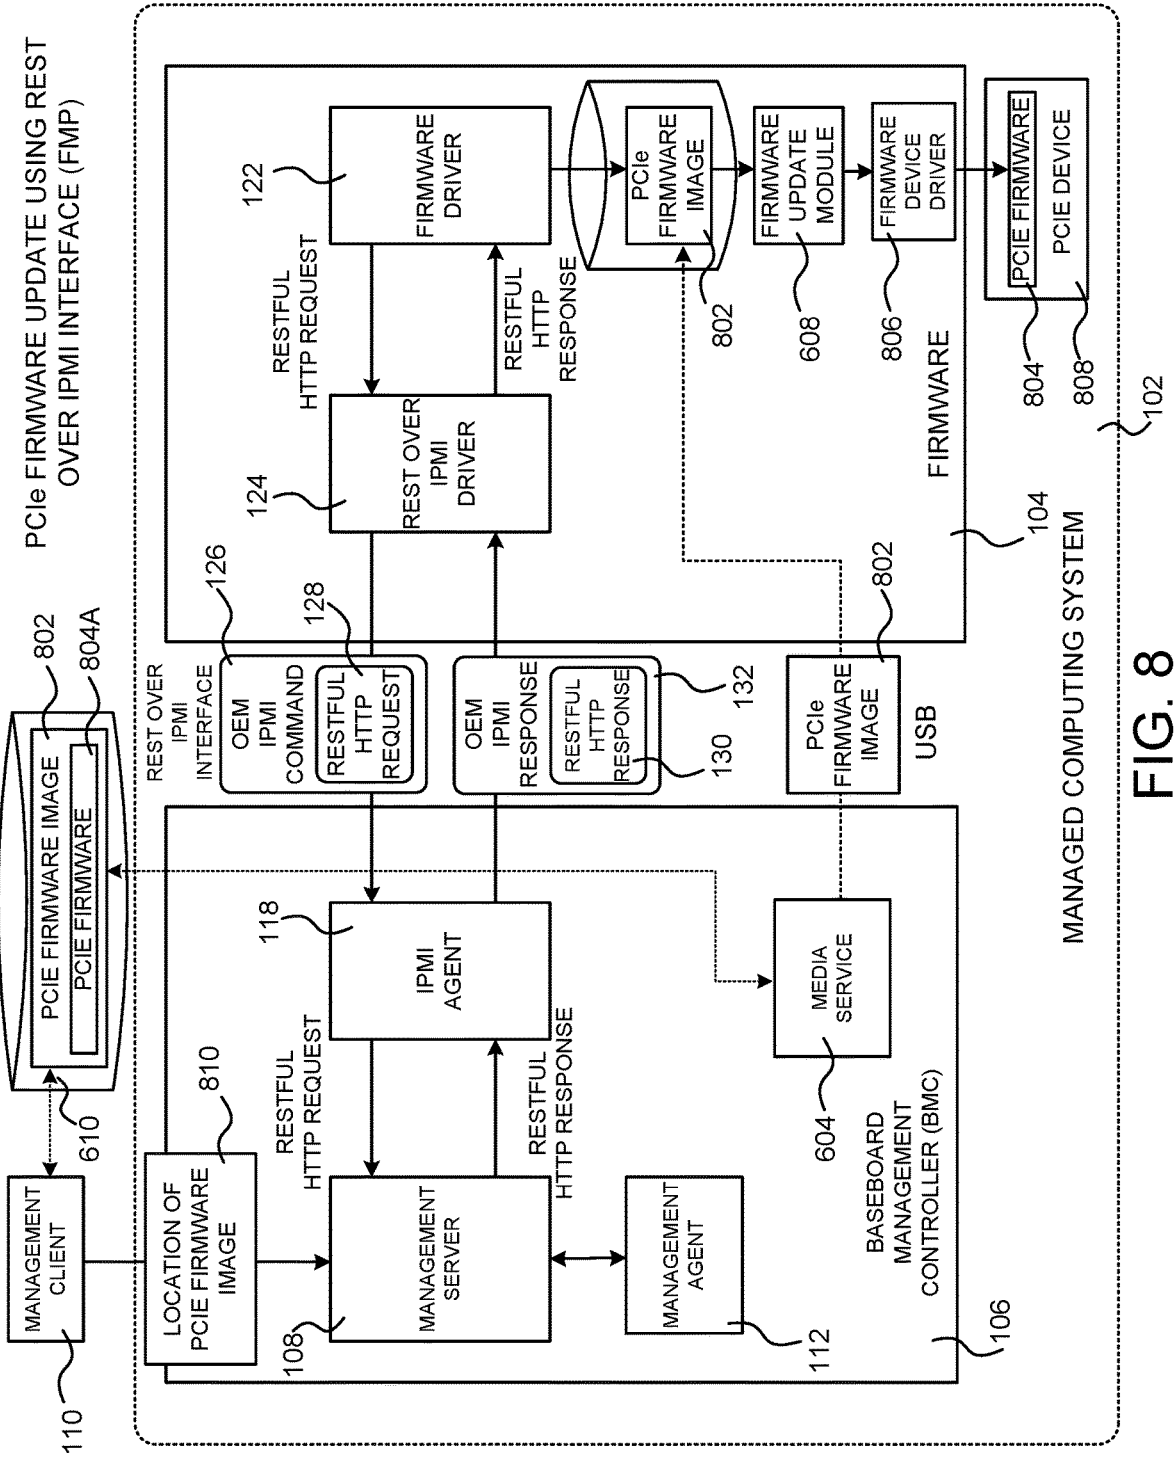 PCIe FIRMWARE UPDATE USING REST
OVER IPMI INTERFACE (FMP)
110
MANAGEMENT
CLIENT
610
PCIE FIRMWARE IMAGE
PCIE FIRMWARE
802
804A
LOCATION OF
PCIE FIRMWARE
IMAGE
810
108
MANAGEMENT
SERVER
RESTFUL
HTTP REQUEST
RESTFUL
HTTP RESPONSE
118
IPMI
AGENT
MANAGEMENT
AGENT
112
604
MEDIA
SERVICE
BASEBOARD
MANAGEMENT
CONTROLLER (BMC)
106
REST OVER
IPMI
INTERFACE
126
OEM
IPMI
COMMAND
128
RESTFUL
HTTP
REQUEST
OEM
IPMI
RESPONSE
RESTFUL
HTTP
RESPONSE
130
132
PCIe
FIRMWARE
IMAGE
802
USB
124
REST OVER
IPMI
DRIVER
RESTFUL
HTTP REQUEST
RESTFUL
HTTP
RESPONSE
122
FIRMWARE
DRIVER
PCIe
FIRMWARE
IMAGE
802
FIRMWARE
UPDATE
MODULE
608
FIRMWARE
DEVICE
DRIVER
806
FIRMWARE
104
PCIE FIRMWARE
PCIE DEVICE
804
808
102
MANAGED COMPUTING SYSTEM
FIG. 8